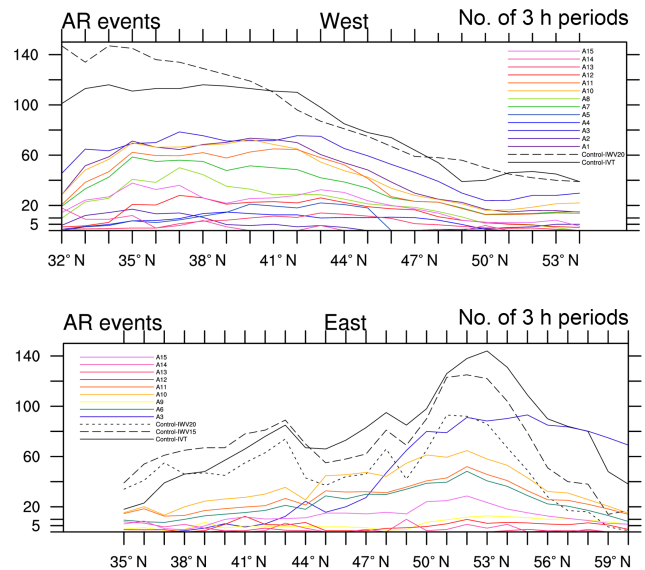 AR events West No. of 3 h periods
140
100
60
20
5
A15
A14
A13
A12
A11
A10
A8
A7
A5
A4
A3
A2
A1
Control-IWV20
Control-IVT
32° N 35° N 38° N 41° N 44° N 47° N 50° N 53° N
AR events East No. of 3 h periods
140
100
60
20
5
A15
A14
A13
A12
A11
A10
A9
A6
A3
Control-IWV20
Control-IWV15
Control-IVT
35° N 38° N 41° N 44° N 47° N 50° N 53° N 56° N 59° N